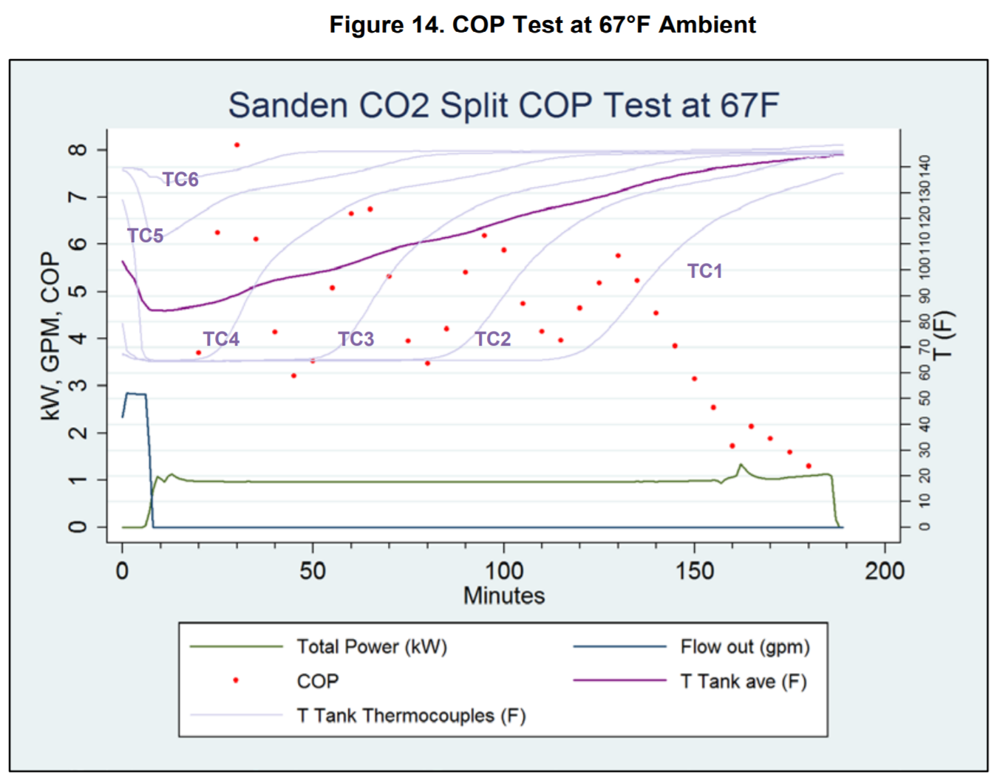 Figure 14. COP Test at 67°F Ambient
Sanden CO2 Split COP Test at 67F
8
7
6
5
4
3
2
1
0
kW, GPM, COP
TC6
TC5
TC4
TC3
TC2
TC1
140
130
120
110
100
90
80
70
60
50
40
30
20
10
0
T (F)
0 50 100 150 200
Minutes
Total Power (kW)
Flow out (gpm)
COP
T Tank ave (F)
T Tank Thermocouples (F)